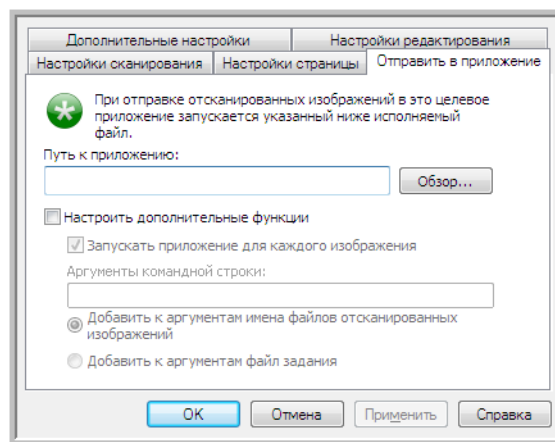 Дополнительные настройки
Настройки редактирования
Настройки сканирования
Настройки страницы
Отправить в приложение
При отправке отсканированных изображений в это целевое
приложение запускается указанный ниже исполняемый
файл.
Путь к приложению:
Обзор...
Настроить дополнительные функции
Запускать приложение для каждого изображения
Аргументы командной строки:
Добавить к аргументам имена файлов отсканированных
изображений
Добавить к аргументам файл задания
OK
Отмена
Применить
Справка